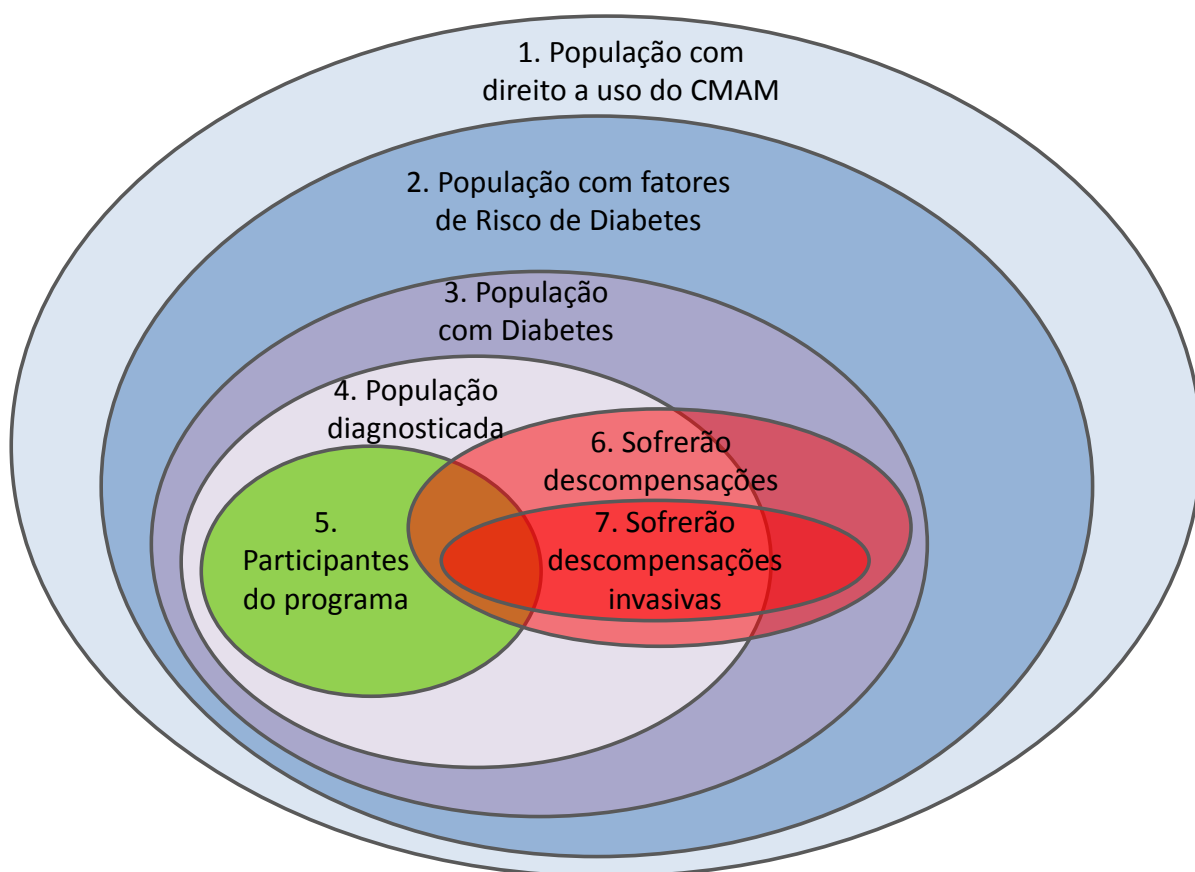 1. População com
direito a uso do CMAM
2. População com fatores
de Risco de Diabetes
3. População
com Diabetes
4. População
diagnosticada
6. Sofrerão
descompensações
5.
Participantes
do programa
7. Sofrerão
descompensações
invasivas